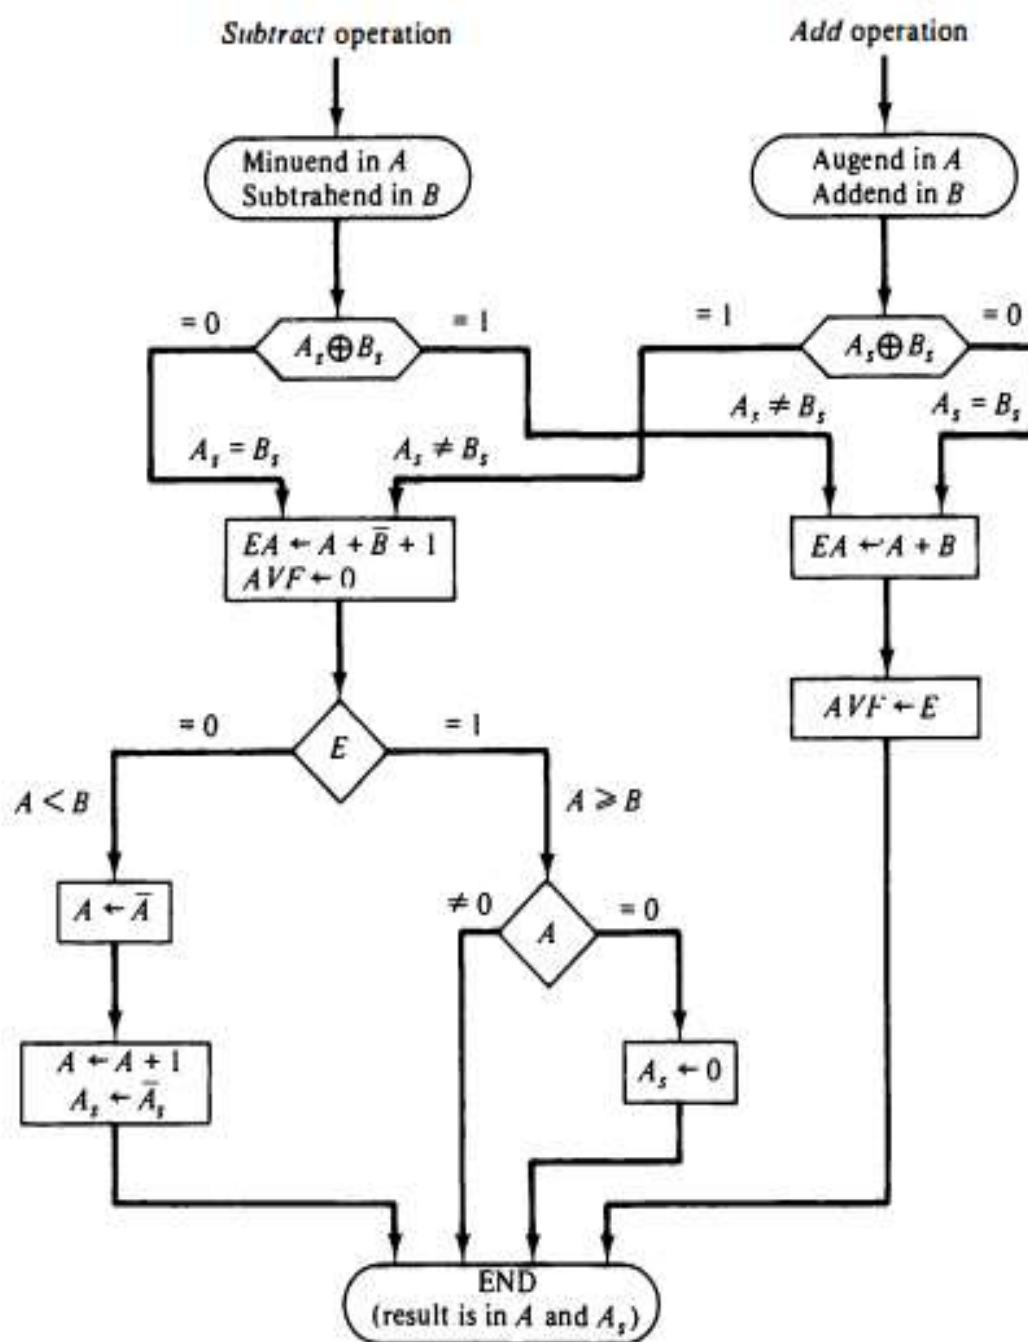 Subtract operation
Add operation
Minuend in A
Subtrahend in B
Augend in A
Addend in B
= 0
A_s ⊕ B_s
= 1
= 1
A_s ⊕ B_s
= 0
A_s = B_s
A_s ≠ B_s
A_s ≠ B_s
A_s = B_s
EA ← A + B̅ + 1
AVF ← 0
EA ← A + B
AVF ← E
= 0
E
= 1
A < B
A ⩾ B
A ← A̅
≠ 0
A
= 0
A ← A + 1
A_s ← A̅_s
A_s ← 0
END
(result is in A and A_s)